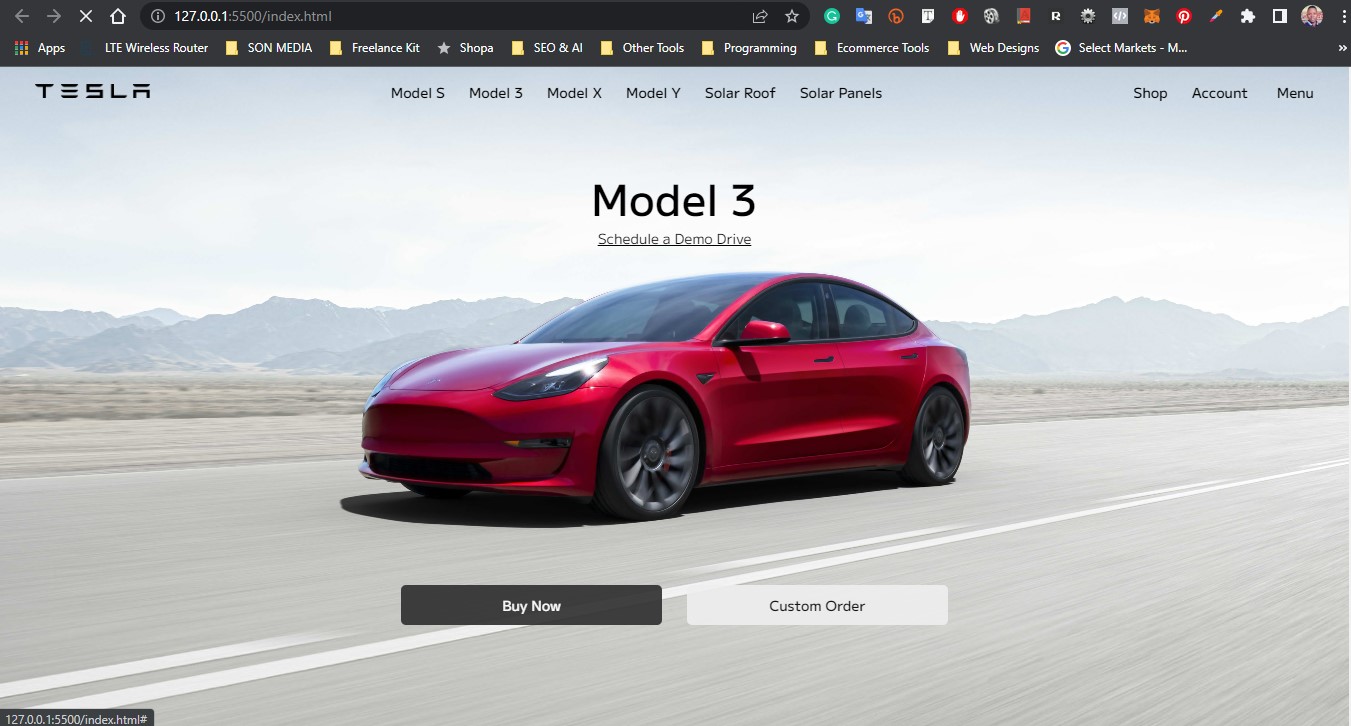 127.0.0.1:5500/index.html
Apps LTE Wireless Router SON MEDIA Freelance Kit Shopa SEO & AI Other Tools Programming Ecommerce Tools Web Designs Select Markets - M... »
TESLA Model S Model 3 Model X Model Y Solar Roof Solar Panels Shop Account Menu
Model 3
Schedule a Demo Drive
Buy Now Custom Order
127.0.0.1:5500/index.html#